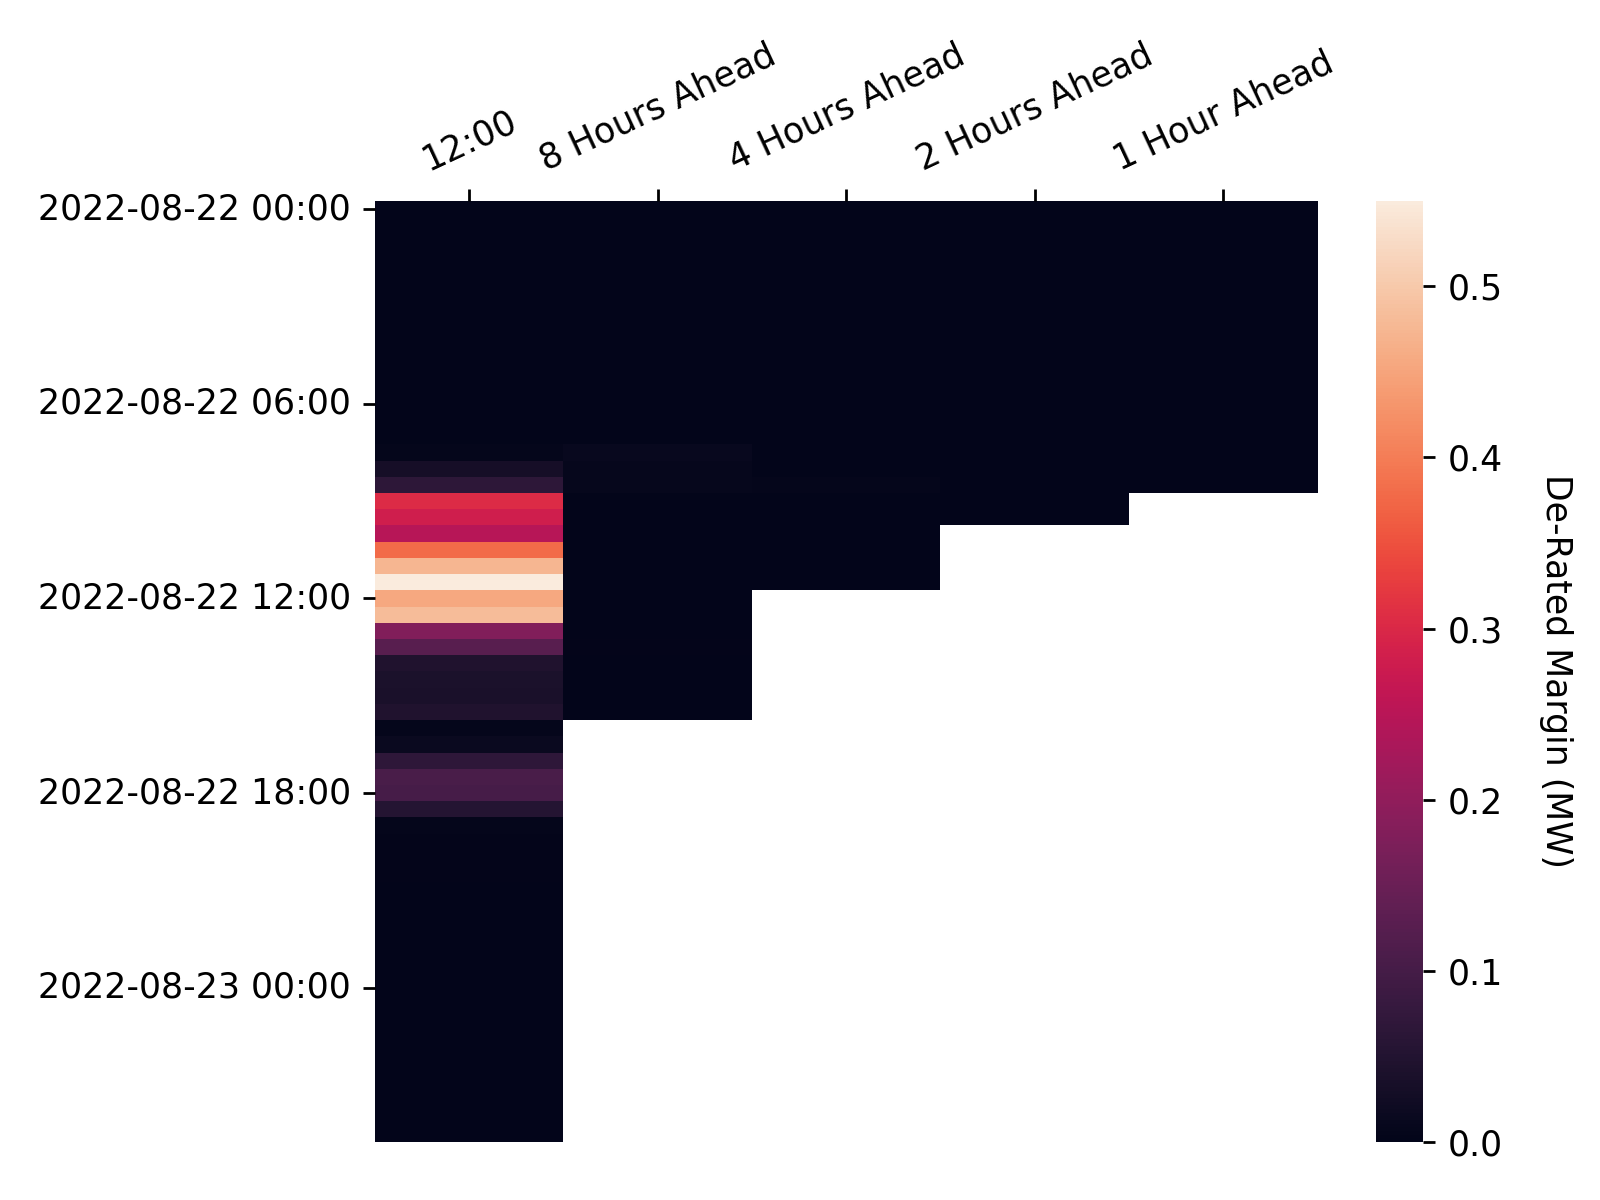 12:00
8 Hours Ahead
4 Hours Ahead
2 Hours Ahead
1 Hour Ahead
2022-08-22 00:00
2022-08-22 06:00
2022-08-22 12:00
2022-08-22 18:00
2022-08-23 00:00
0.5
0.4
0.3
0.2
0.1
0.0
De-Rated Margin (MW)